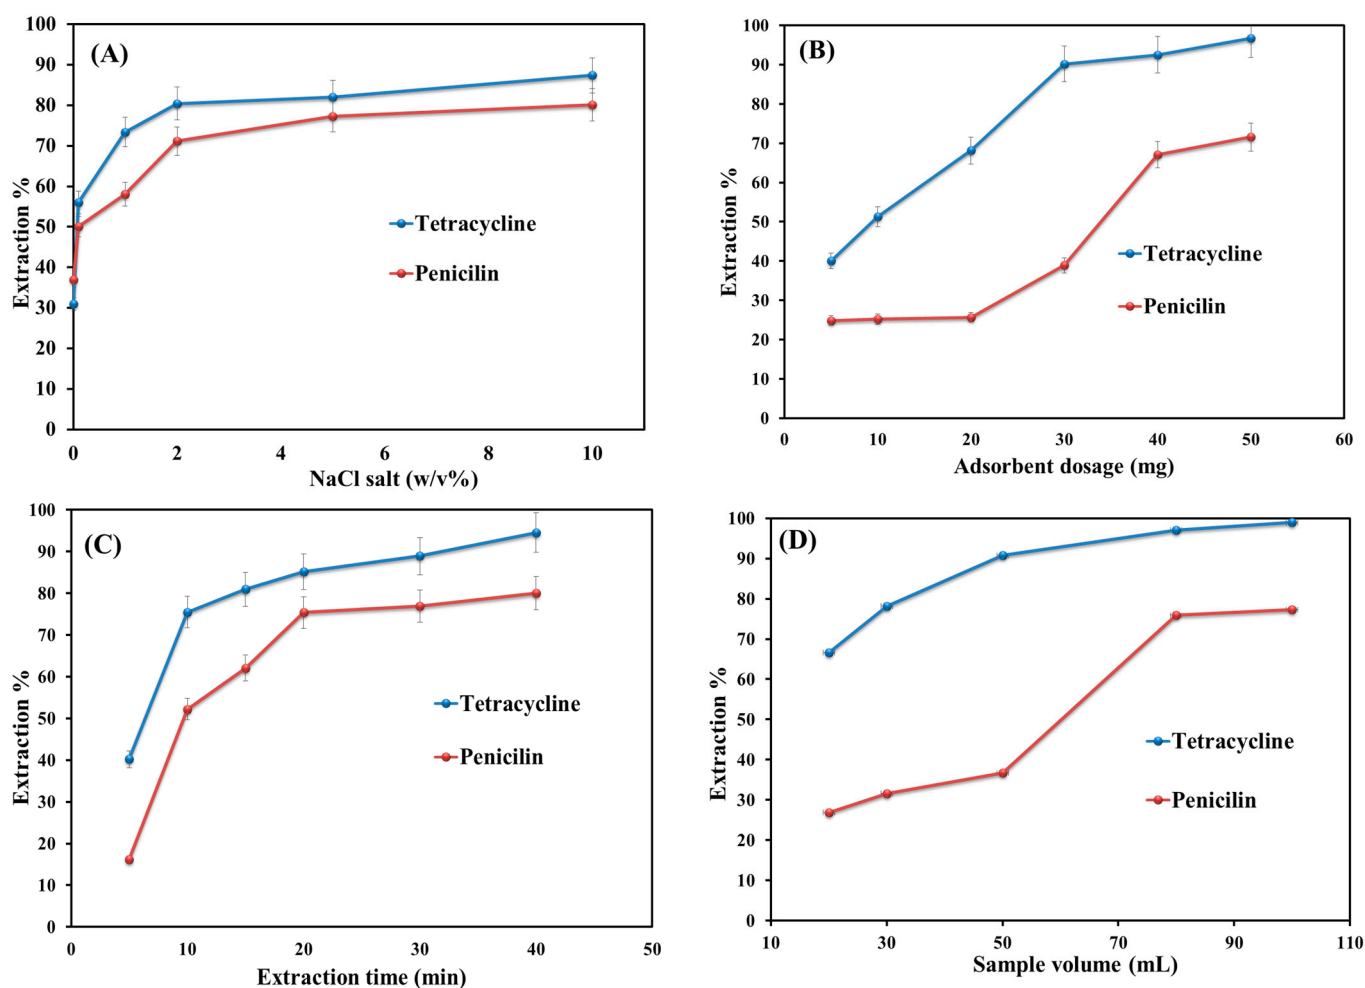 (A)
Extraction %
100
90
80
70
60
50
40
30
20
10
0
Tetracycline
Penicilin
0 2 4 6 8 10
NaCl salt (w/v%)
(B)
Extraction %
100
90
80
70
60
50
40
30
20
10
0
Tetracycline
Penicilin
0 10 20 30 40 50 60
Adsorbent dosage (mg)
(C)
Extraction %
100
90
80
70
60
50
40
30
20
10
0
Tetracycline
Penicilin
0 10 20 30 40 50
Extraction time (min)
(D)
Extraction %
100
90
80
70
60
50
40
30
20
10
0
Tetracycline
Penicilin
10 30 50 70 90 110
Sample volume (mL)